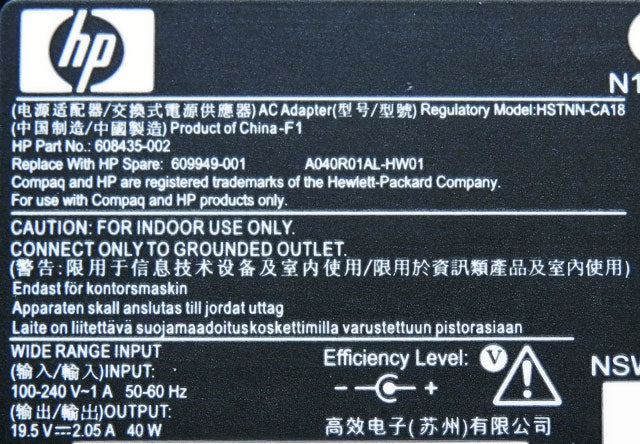 hp
N1
(电源适配器/交換式電源供應器) AC Adapter(型号/型號) Regulatory Model:HSTNN-CA18
(中国制造/中國製造) Product of China-F1
HP Part No.: 608435-002
Replace With HP Spare: 609949-001 A040R01AL-HW01
Compaq and HP are registered trademarks of the Hewlett-Packard Company.
For use with Compaq and HP products only.
CAUTION: FOR INDOOR USE ONLY.
CONNECT ONLY TO GROUNDED OUTLET.
(警告:限用于信息技术设备及室内使用/限用於資訊類產品及室內使用)
Endast för kontorsmaskin
Apparaten skall anslutas till jordat uttag
Laite on liitettävä suojamaadoituskoskettimilla varustettuun pistorasiaan
WIDE RANGE INPUT
(输入/輸入)INPUT:
100-240 V~1 A 50-60 Hz
(输出/輸出)OUTPUT:
19.5 V⎓2.05 A 40 W
Efficiency Level: V
- +
高效电子(苏州)有限公司
NSW